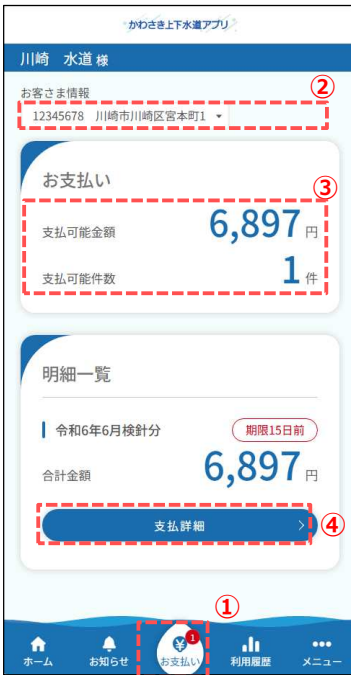 かわさき上下水道アプリ
川崎 水道 様
お客さま情報
②
12345678 川崎市川崎区宮本町1
お支払い
③
支払可能金額 6,897 円
支払可能件数 1 件
明細一覧
令和6年6月検針分 期限15日前
合計金額 6,897 円
支払詳細
④
①
1
ホーム お知らせ お支払い 利用履歴 メニュー